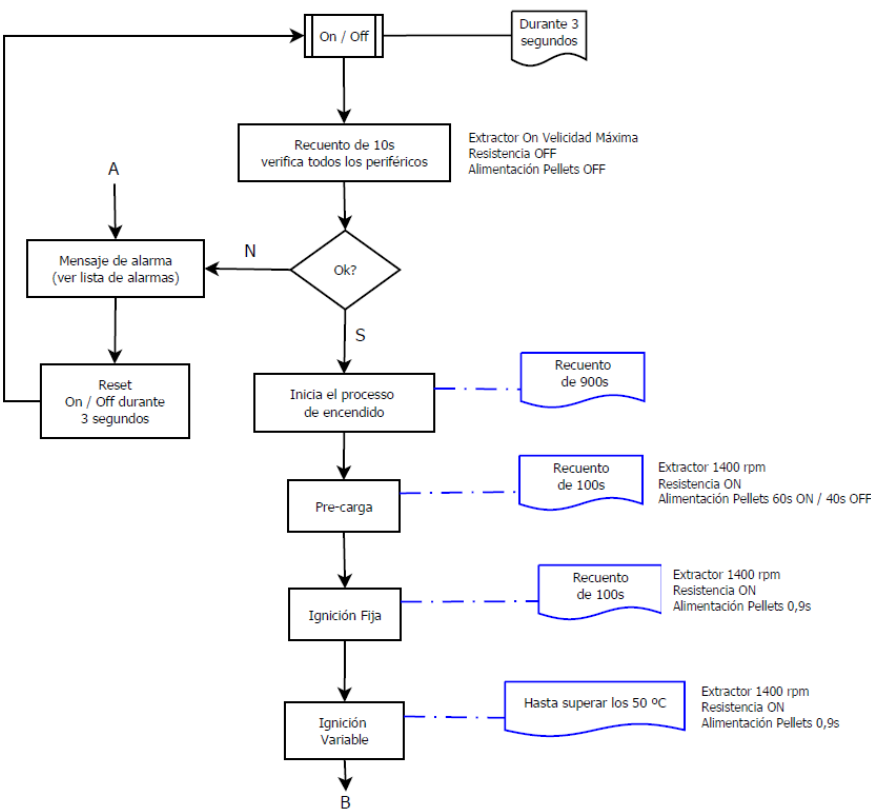 On / Off
Durante 3
segundos
Recuento de 10s
verifica todos los periféricos
Extractor On Velicidad Máxima
Resistencia OFF
Alimentación Pellets OFF
A
Mensaje de alarma
(ver lista de alarmas)
N
Ok?
S
Reset
On / Off durante
3 segundos
Inicia el processo
de encendido
Recuento
de 900s
Pre-carga
Recuento
de 100s
Extractor 1400 rpm
Resistencia ON
Alimentación Pellets 60s ON / 40s OFF
Ignición Fija
Recuento
de 100s
Extractor 1400 rpm
Resistencia ON
Alimentación Pellets 0,9s
Ignición
Variable
Hasta superar los 50 ºC
Extractor 1400 rpm
Resistencia ON
Alimentación Pellets 0,9s
B